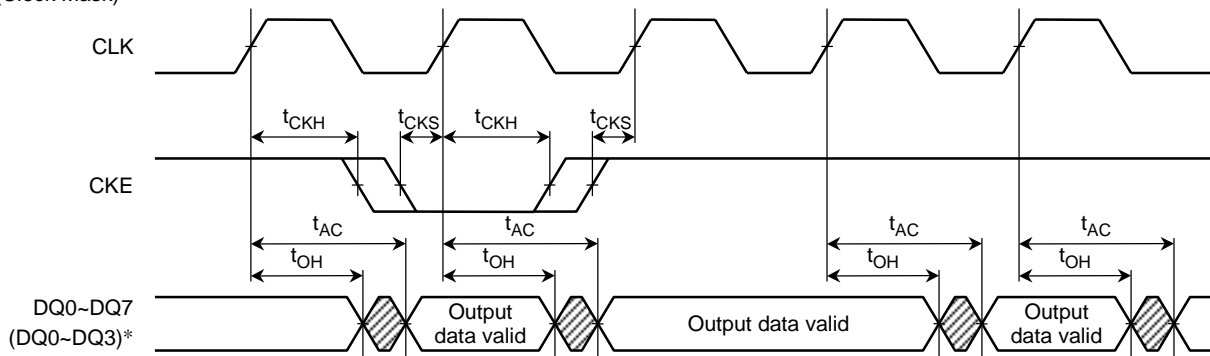 (Clock Mask)
CLK
tCKH tCKS tCKH tCKS
CKE
tAC tAC tAC tAC
tOH tOH tOH tOH
DQ0~DQ7
(DQ0~DQ3)*
Output
data valid
Output data valid
Output
data valid